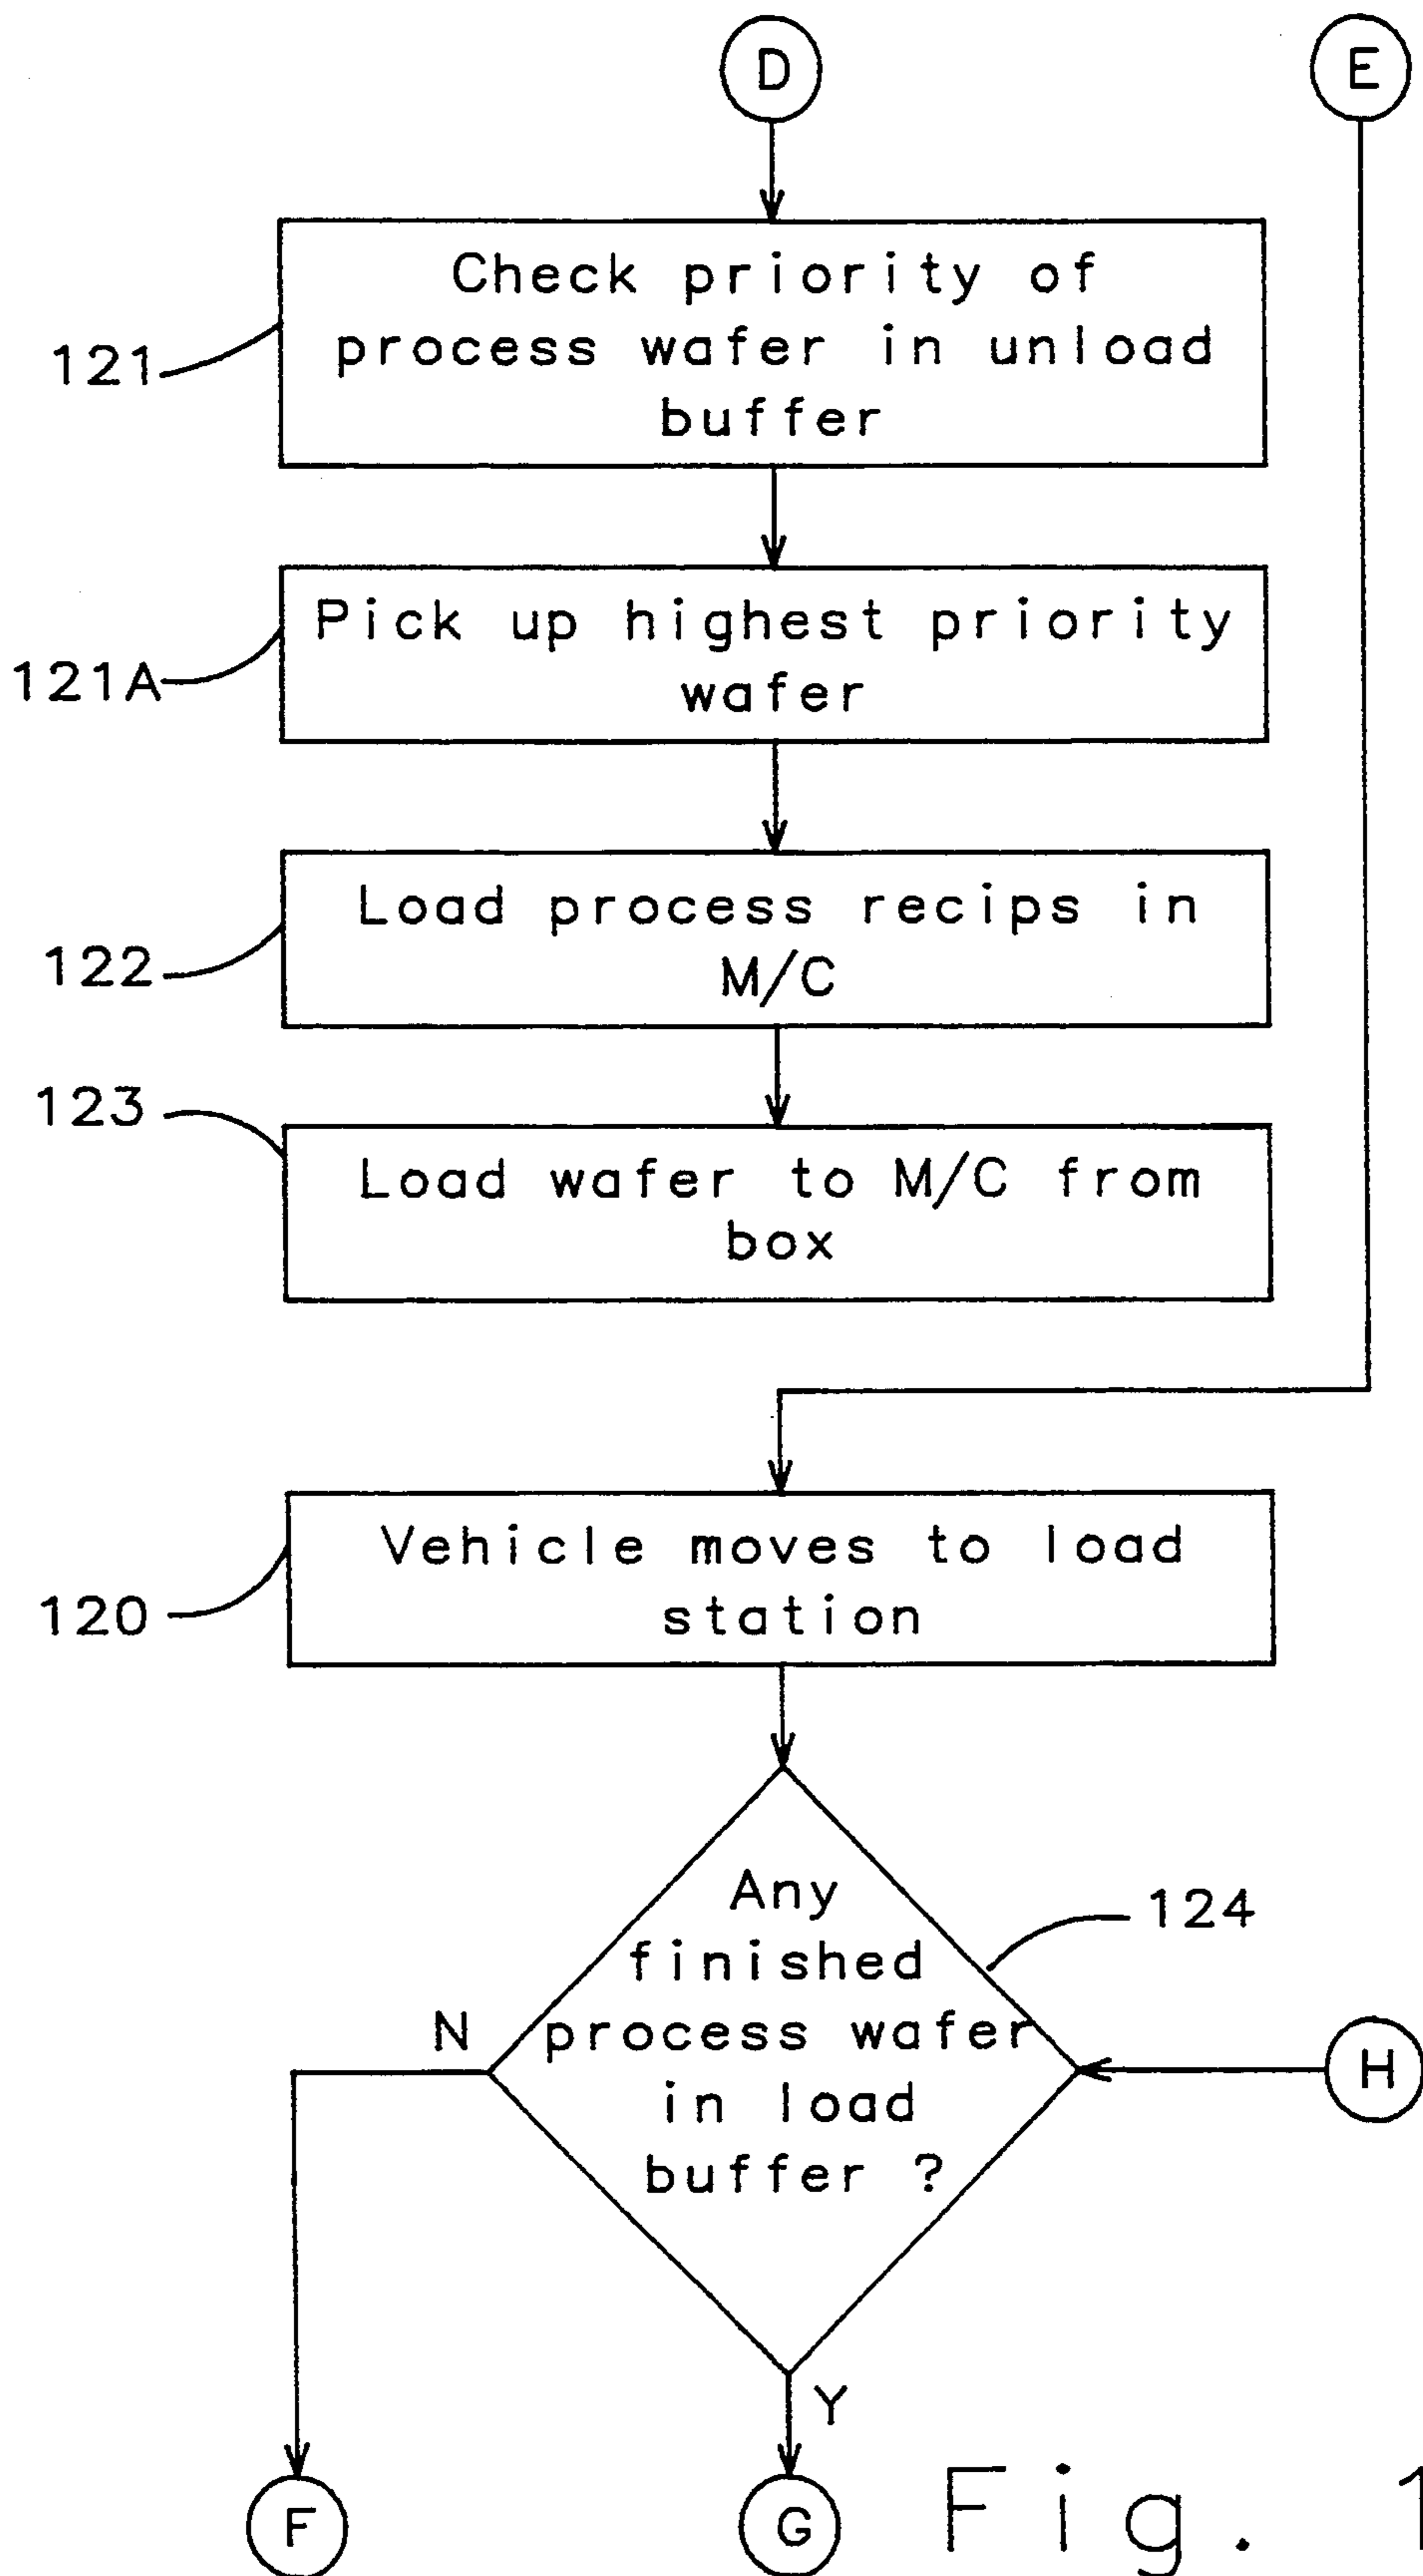 D
E
Check priority of
process wafer in unload
buffer
121
Pick up highest priority
wafer
121A
Load process recips in
M/C
122
123
Load wafer to M/C from
box
Vehicle moves to load
station
120
Any
finished
process wafer
in load
buffer ?
124
N
H
Y
F
G
Fig. 1